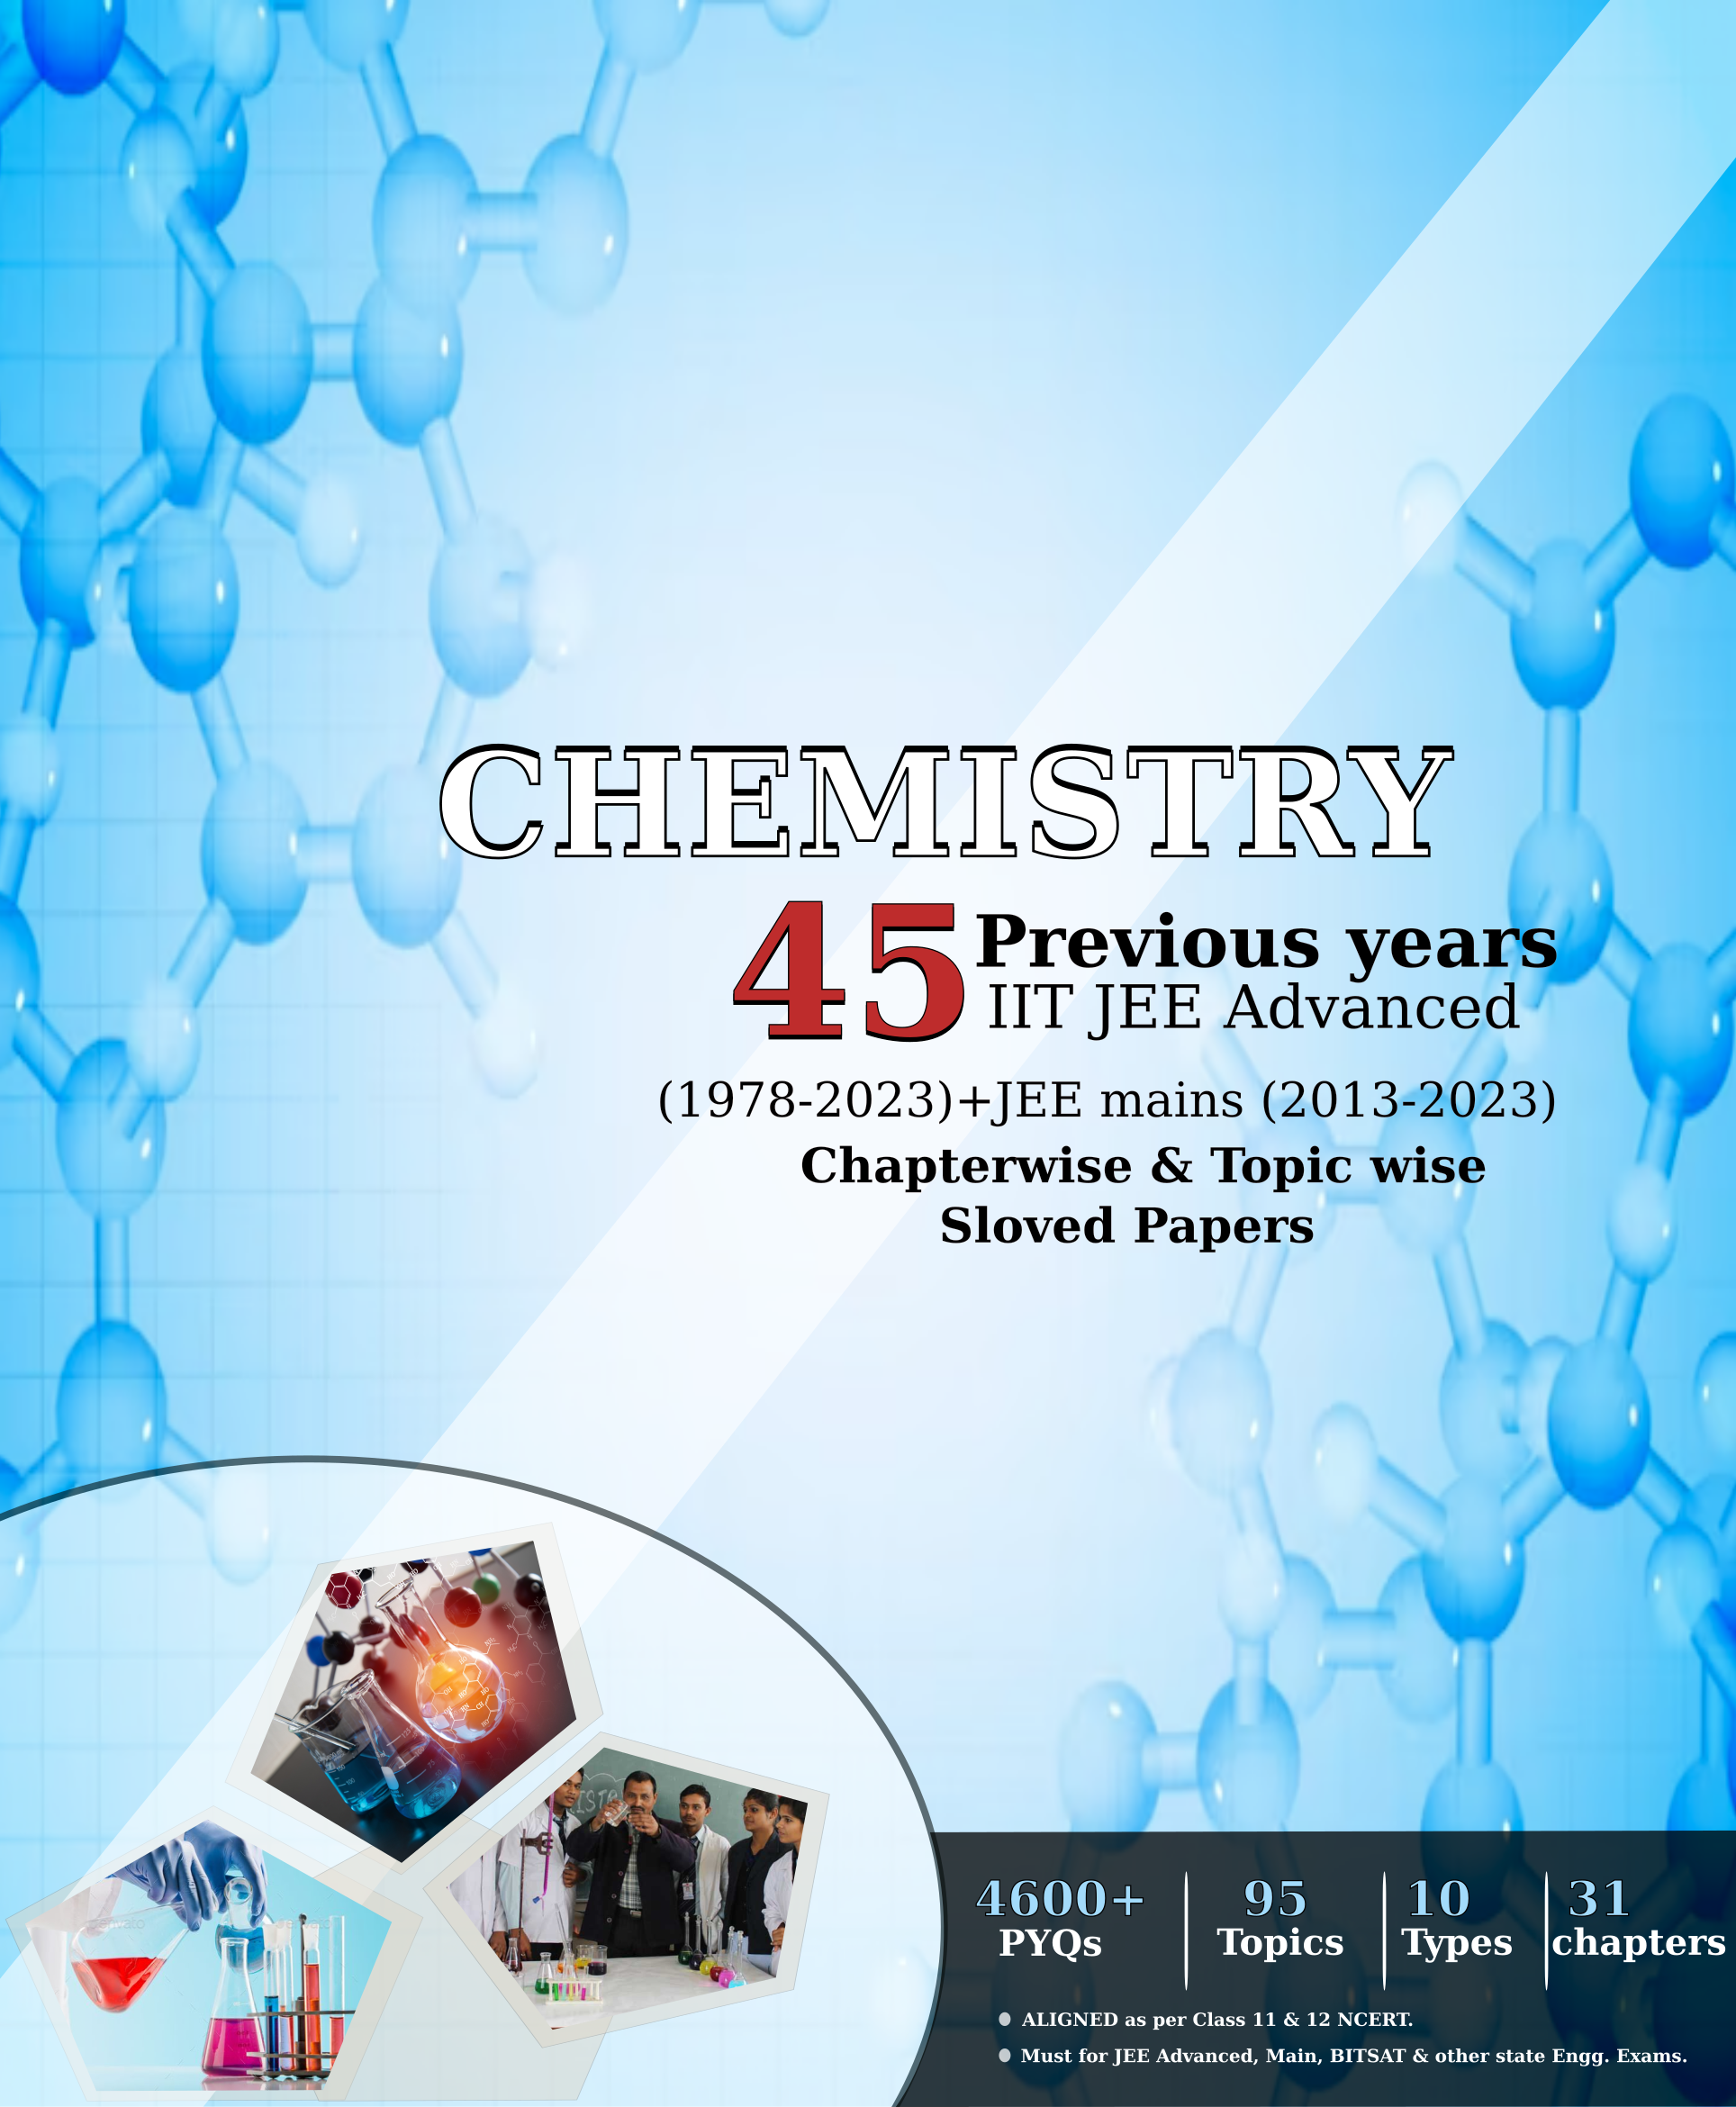 CHEMISTRY
45 Previous years
IIT JEE Advanced
(1978-2023)+JEE mains (2013-2023)
Chapterwise & Topic wise
Sloved Papers
4600+ 95 10 31
PYQs Topics Types chapters
ALIGNED as per Class 11 & 12 NCERT.
Must for JEE Advanced, Main, BITSAT & other state Engg. Exams.